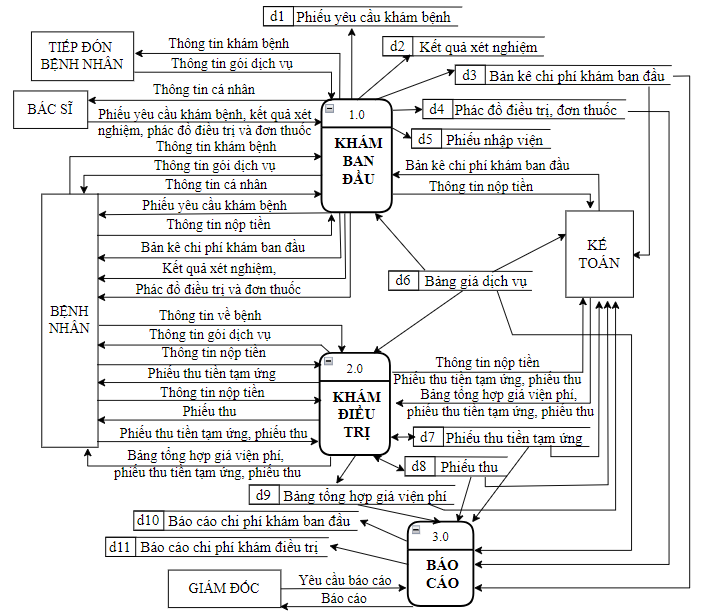 d1 Phiếu yêu cầu khám bệnh
TIẾP ĐÓN
BỆNH NHÂN
Thông tin khám bệnh
Thông tin gói dịch vụ
d2 Kết quả xét nghiệm
d3 Bản kê chi phí khám ban đầu
BÁC SĨ
Thông tin cá nhân
Phiếu yêu cầu khám bệnh, kết quả xét
nghiệm, phác đồ điều trị và đơn thuốc
1.0
KHÁM
BAN
ĐẦU
d4 Phác đồ điều trị, đơn thuốc
d5 Phiếu nhập viện
Thông tin khám bệnh
Thông tin gói dịch vụ
Thông tin cá nhân
Phiếu yêu cầu khám bệnh
Thông tin nộp tiền
Bản kê chi phí khám ban đầu
Kết quả xét nghiệm,
Phác đồ điều trị và đơn thuốc
Bản kê chi phí khám ban đầu
Thông tin nộp tiền
KẾ
TOÁN
d6 Bảng giá dịch vụ
BỆNH
NHÂN
Thông tin về bệnh
Thông tin gói dịch vụ
Thông tin nộp tiền
Phiếu thu tiền tạm ứng
Thông tin nộp tiền
Phiếu thu
Phiếu thu tiền tạm ứng, phiếu thu
Bảng tổng hợp giá viện phí,
phiếu thu tiền tạm ứng, phiếu thu
2.0
KHÁM
ĐIỀU
TRỊ
Thông tin nộp tiền
Phiếu thu tiền tạm ứng, phiếu thu
Bảng tổng hợp giá viện phí,
phiếu thu tiền tạm ứng, phiếu thu
d7 Phiếu thu tiền tạm ứng
d8 Phiếu thu
d9 Bảng tổng hợp giá viện phí
d10 Báo cáo chi phí khám ban đầu
d11 Báo cáo chi phí khám điều trị
3.0
BÁO
CÁO
GIÁM ĐỐC
Yêu cầu báo cáo
Báo cáo